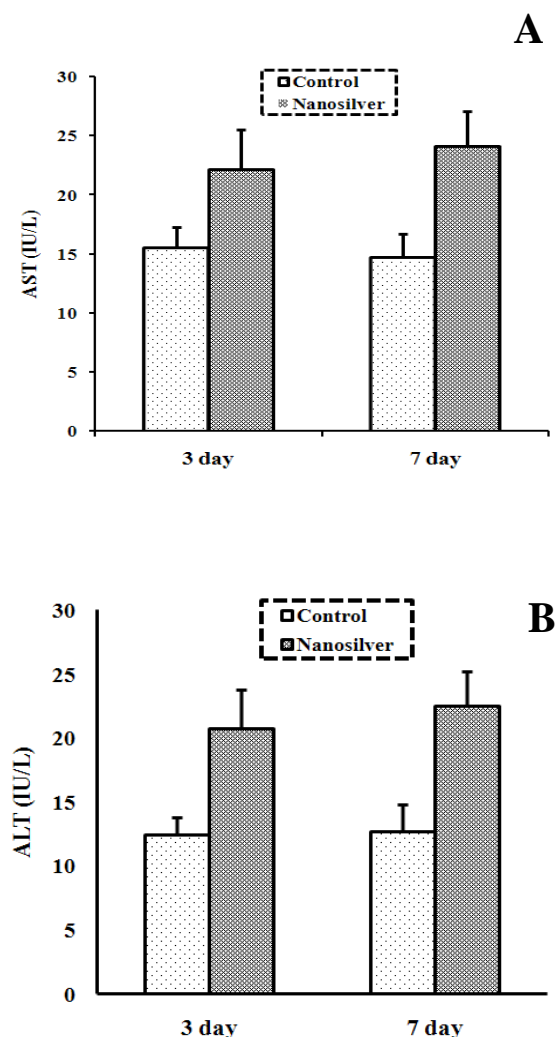 A
Control
Nanosilver
AST (IU/L)
30
25
20
15
10
5
0
3 day
7 day
B
Control
Nanosilver
ALT (IU/L)
30
25
20
15
10
5
0
3 day
7 day